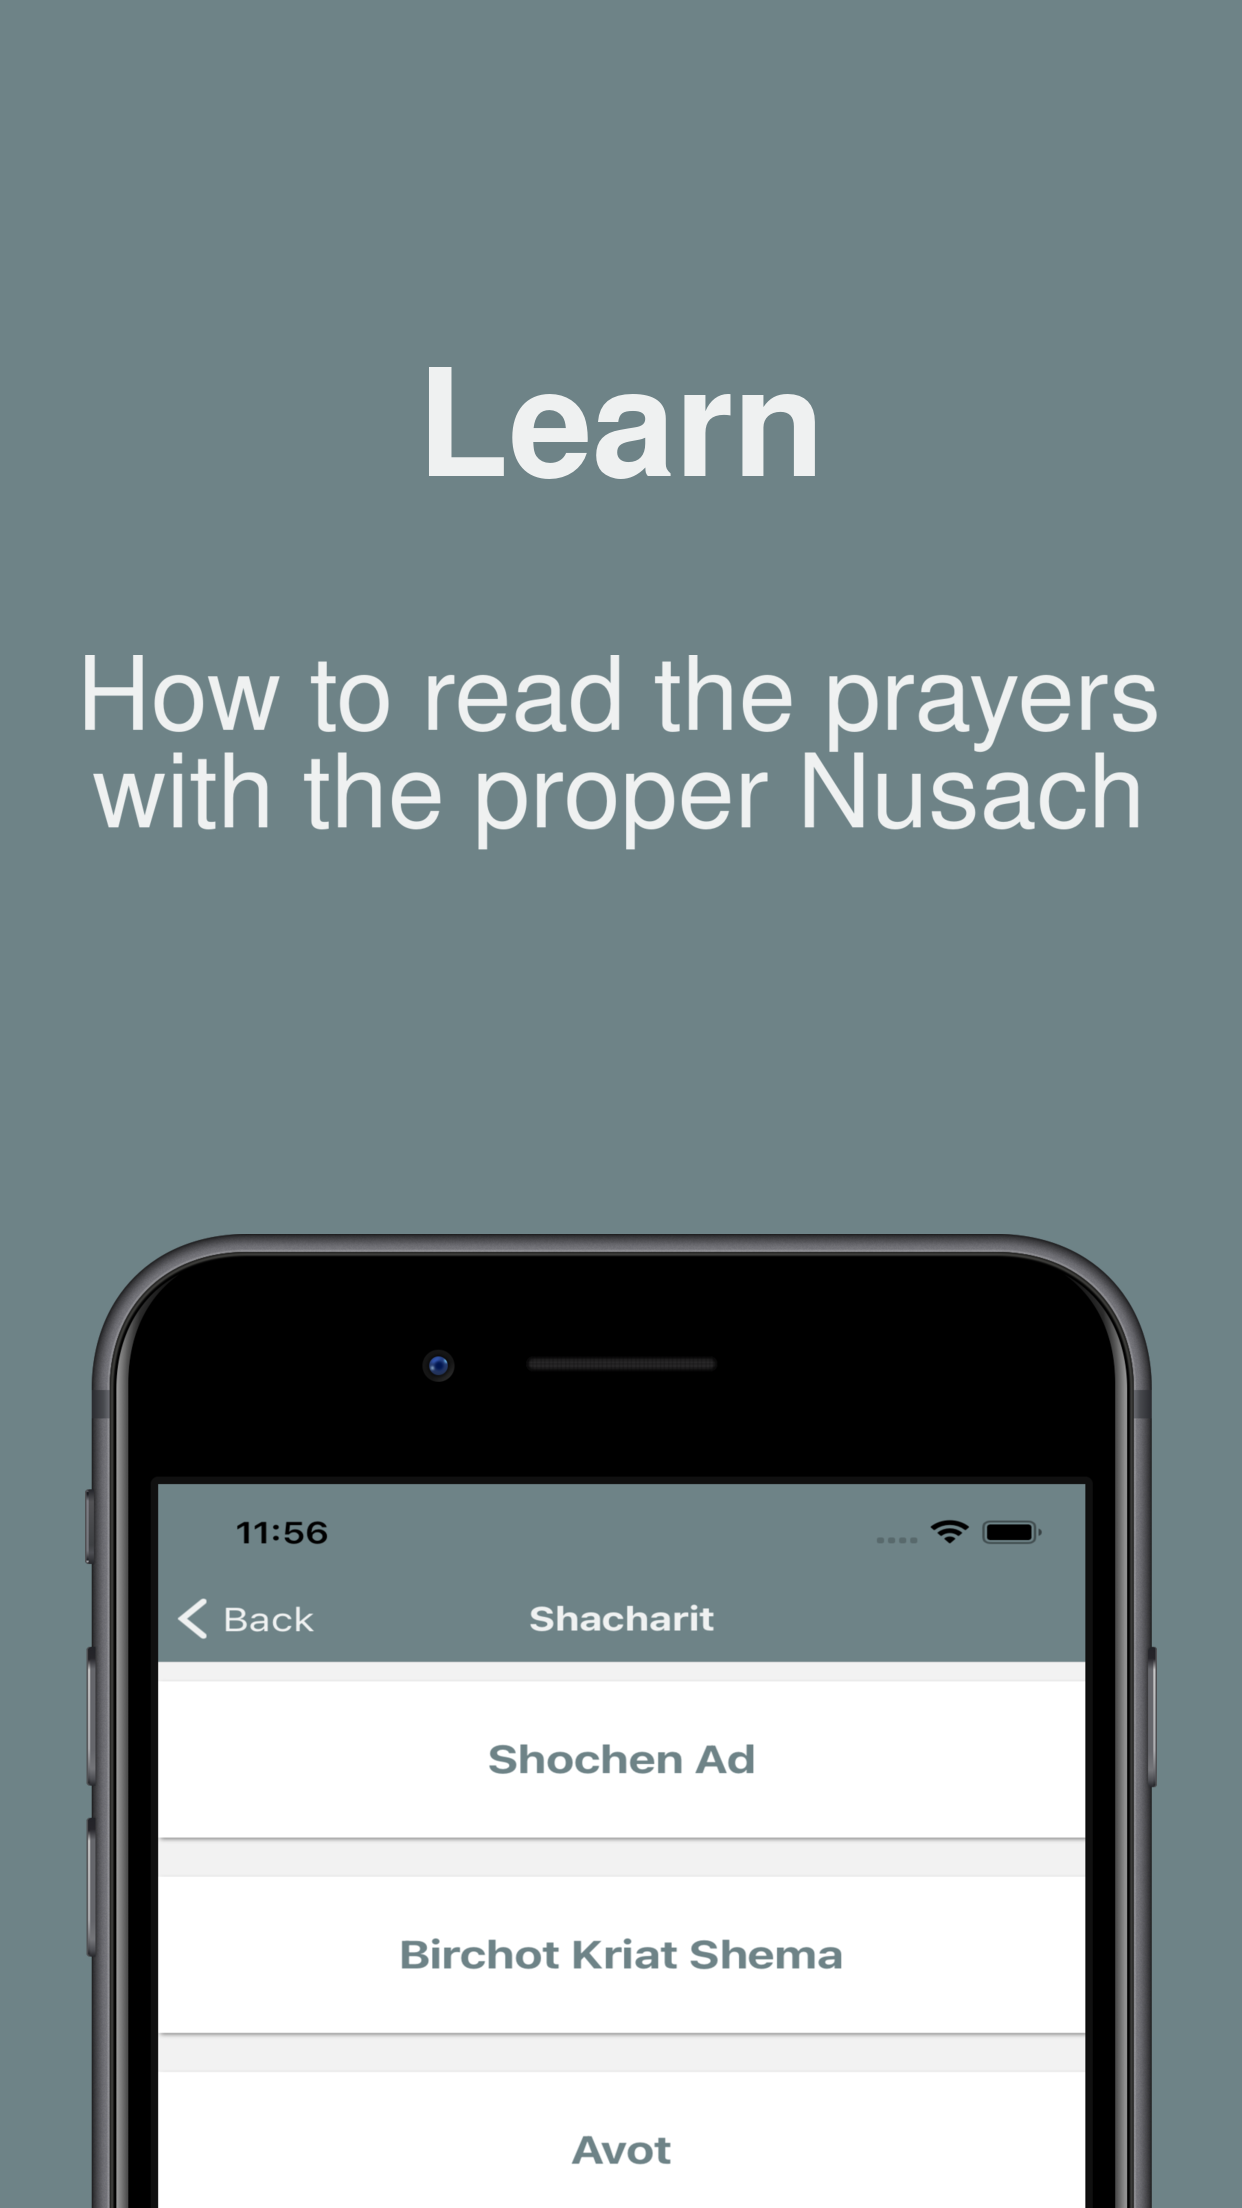 Learn
How to read the prayers
with the proper Nusach
11:56
Back
Shacharit
Shochen Ad
Birchot Kriat Shema
Avot